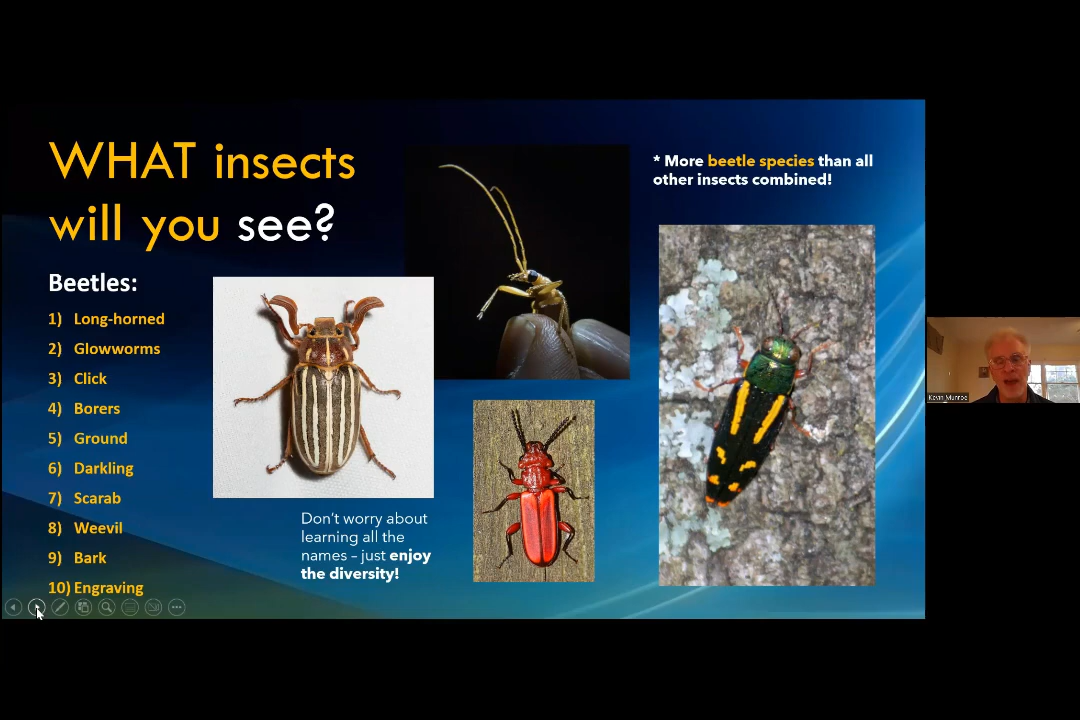 WHAT insects
will you see?
* More beetle species than all
other insects combined!
Beetles:
1) Long-horned
2) Glowworms
3) Click
4) Borers
5) Ground
6) Darkling
7) Scarab
8) Weevil
9) Bark
10) Engraving
Don't worry about
learning all the
names – just enjoy
the diversity!
Kevin Munroe